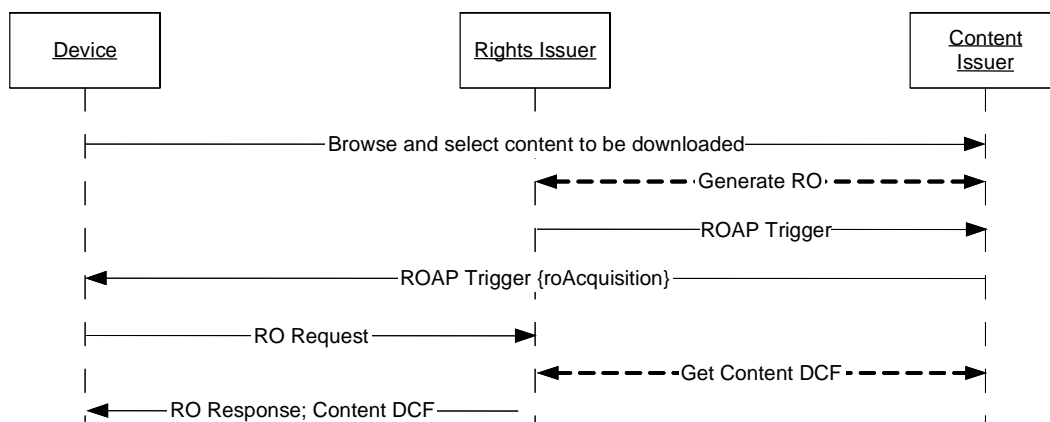 Device
Rights Issuer
Content
Issuer
Browse and select content to be downloaded
Generate RO
ROAP Trigger
ROAP Trigger {roAcquisition}
RO Request
Get Content DCF
RO Response; Content DCF